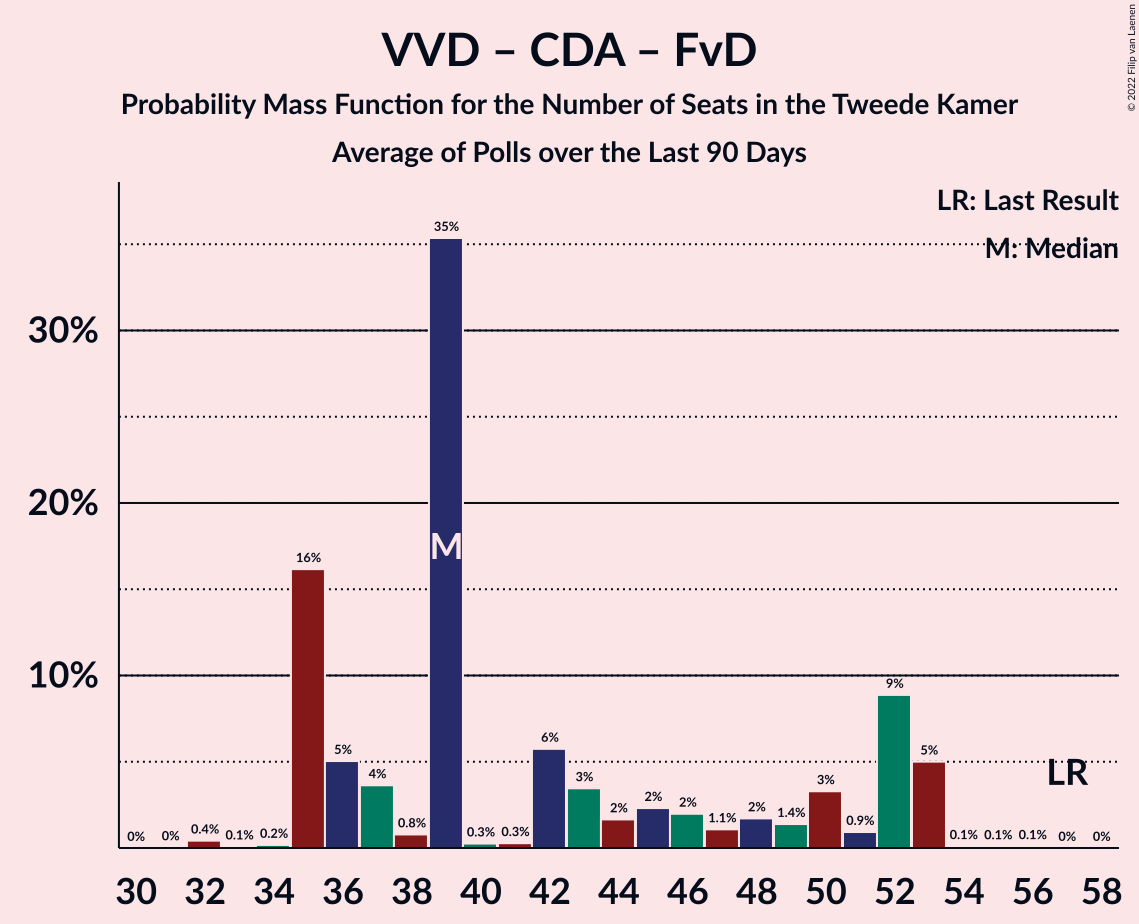 © 2022 Filip van Laenen
VVD – CDA – FvD
Probability Mass Function for the Number of Seats in the Tweede Kamer
Average of Polls over the Last 90 Days
LR: Last Result
M: Median
30%
20%
10%
0% 0% 0.4% 0.1% 0.2% 16% 5% 4% 0.8% 35% 0.3% 0.3% 6% 3% 2% 2% 2% 1.1% 2% 1.4% 3% 0.9% 9% 5% 0.1% 0.1% 0.1% 0% 0%
M
LR
30 32 34 36 38 40 42 44 46 48 50 52 54 56 58